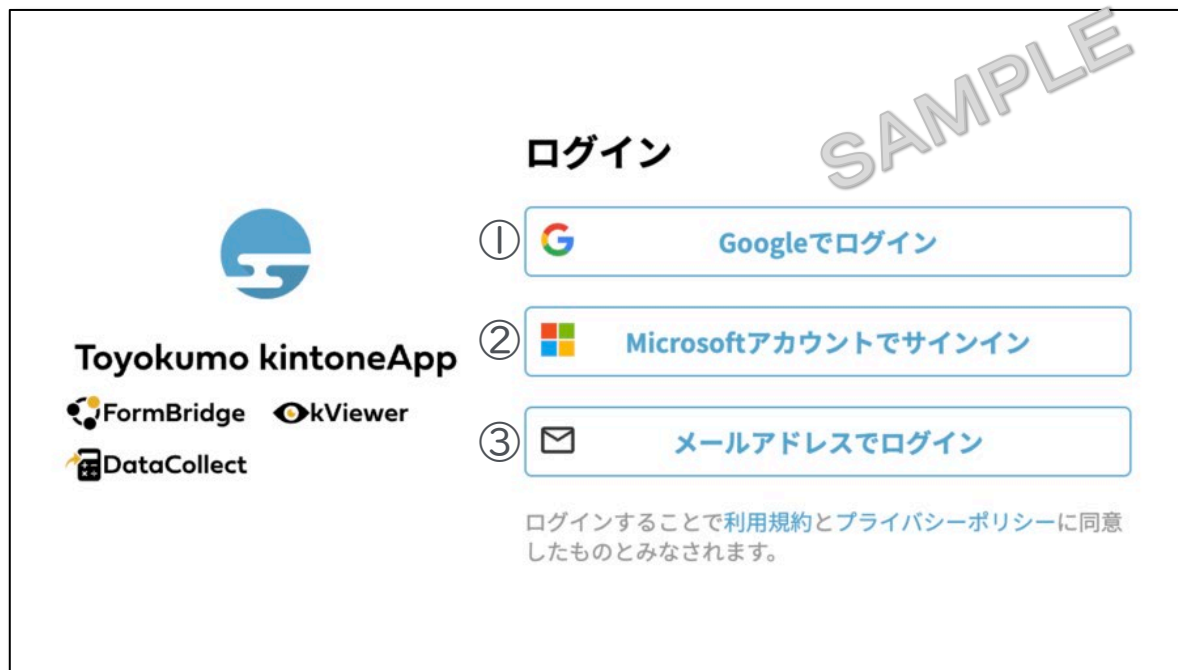 SAMPLE
ログイン
① Googleでログイン
② Microsoftアカウントでサインイン
③ メールアドレスでログイン
ログインすることで利用規約とプライバシーポリシーに同意
したものとみなされます。
Toyokumo kintoneApp
FormBridge kViewer
DataCollect